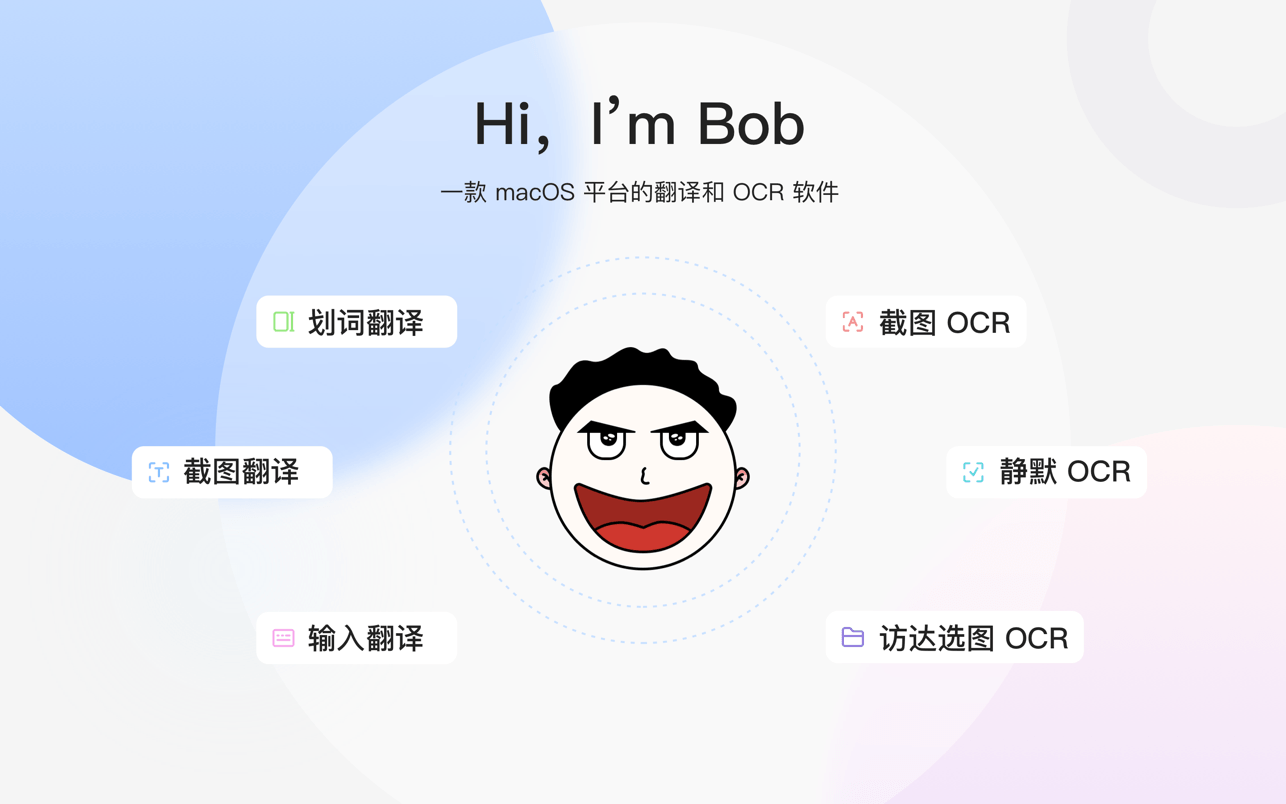 Hi，I’m Bob
一款 macOS 平台的翻译和 OCR 软件
划词翻译
截图 OCR
截图翻译
静默 OCR
输入翻译
访达选图 OCR